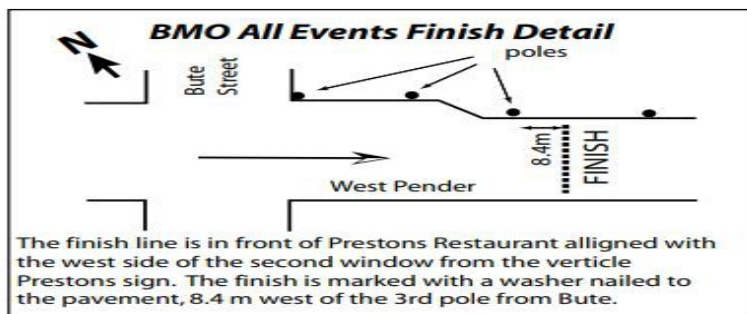 BMO All Events Finish Detail
N
poles
Bute
Street
8.4m
FINISH
West Pender
The finish line is in front of Prestons Restaurant alligned with
the west side of the second window from the verticle
Prestons sign. The finish is marked with a washer nailed to
the pavement, 8.4 m west of the 3rd pole from Bute.